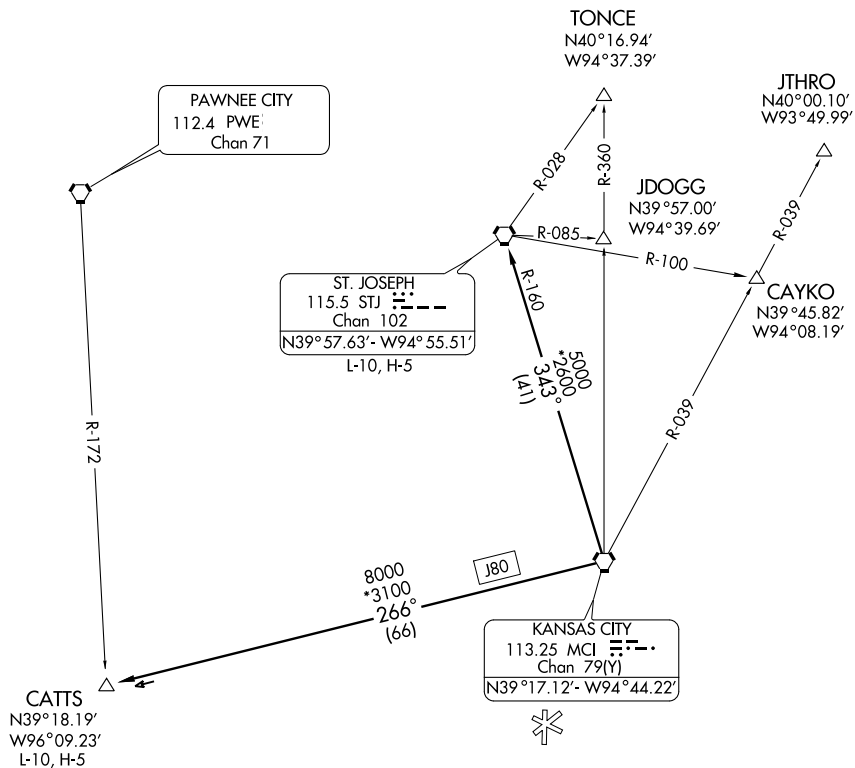 TONCE
N40°16.94'
W94°37.39'
JTHRO
N40°00.10'
W93°49.99'
PAWNEE CITY
112.4 PWE
Chan 71
R-028
R-360
R-039
JDOGG
N39°57.00'
W94°39.69'
R-085
R-100
ST. JOSEPH
115.5 STJ
Chan 102
N39°57.63'- W94°55.51'
L-10, H-5
R-160
CAYKO
N39°45.82'
W94°08.19'
5000
*2600
343°
(41)
R-172
R-039
J80
8000
*3100
266°
(66)
KANSAS CITY
113.25 MCI
Chan 79(Y)
N39°17.12'- W94°44.22'
CATTS
N39°18.19'
W96°09.23'
L-10, H-5